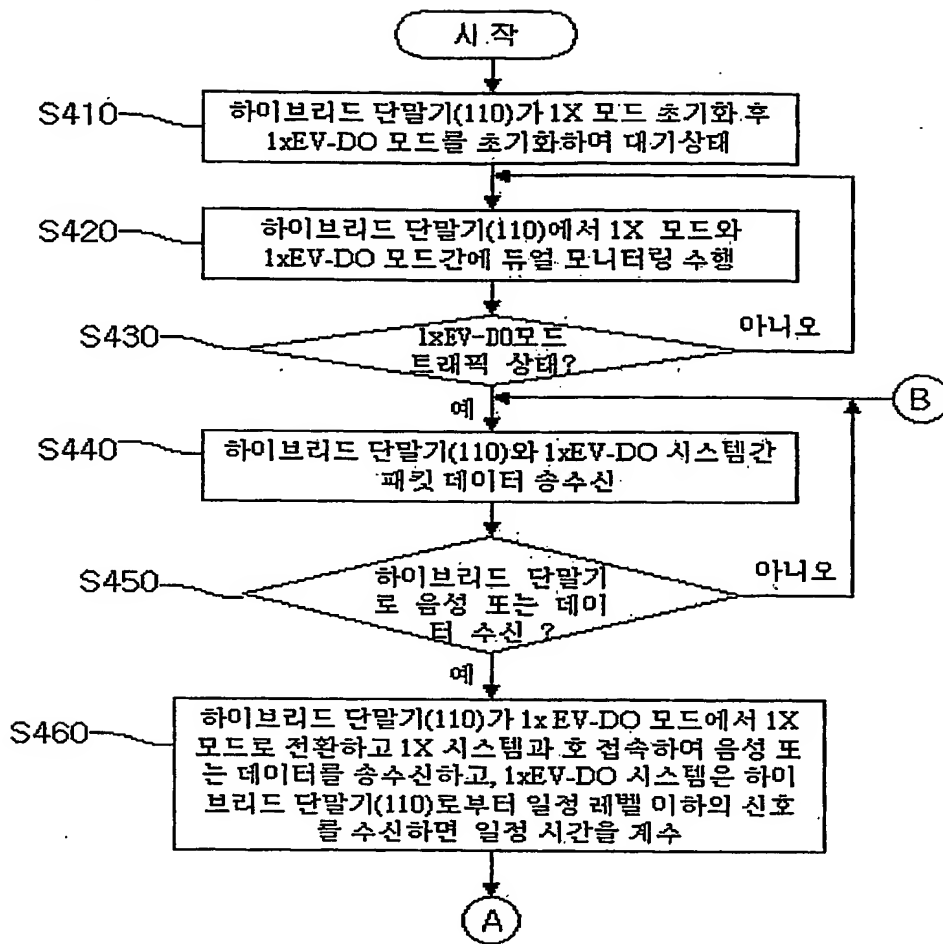 시작
S410
하이브리드 단말기(110)가 1X 모드 초기화 후
1xEV-DO 모드를 초기화하며 대기상태
S420
하이브리드 단말기(110)에서 1X 모드와
1xEV-DO 모드간에 듀얼 모니터링 수행
S430
1xEV-DO모드
트래픽 상태?
아니오
예
B
S440
하이브리드 단말기(110)와 1xEV-DO 시스템간
패킷 데이터 송수신
S450
하이브리드 단말기
로 음성 또는 데이
터 수신 ?
아니오
예
S460
하이브리드 단말기(110)가 1x EV-DO 모드에서 1X
모드로 전환하고 1X 시스템과 호 접속하여 음성 또
는 데이터를 송수신하고, 1xEV-DO 시스템은 하이
브리드 단말기(110)로부터 일정 레벨 이하의 신호
를 수신하면 일정 시간을 계수
A